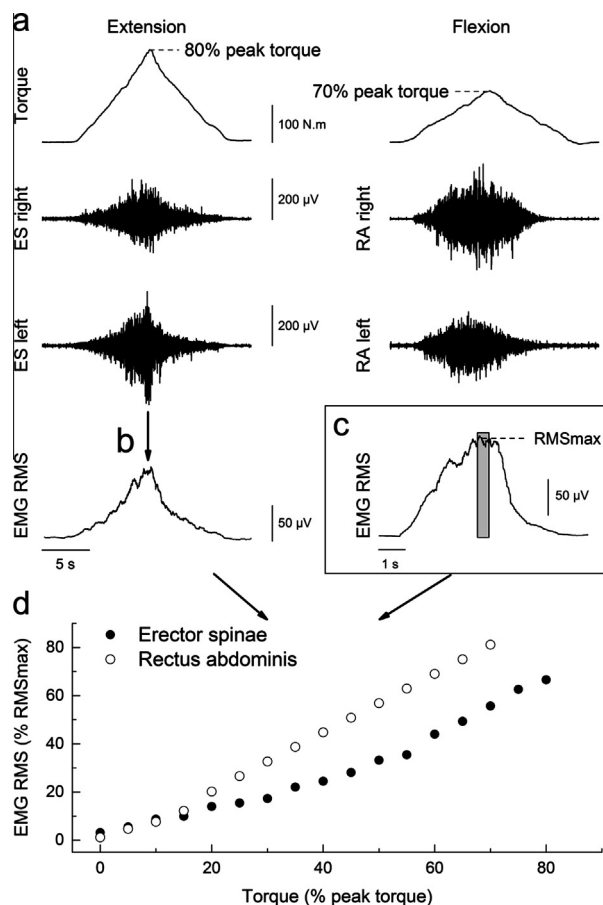 a
Extension
Flexion
80% peak torque
70% peak torque
Torque
100 N.m
ES right
200 µV
RA right
ES left
200 µV
RA left
b
EMG RMS
50 µV
5 s
c
RMSmax
EMG RMS
50 µV
1 s
d
Erector spinae
Rectus abdominis
EMG RMS (% RMSmax)
80
60
40
20
0
0 20 40 60 80
Torque (% peak torque)